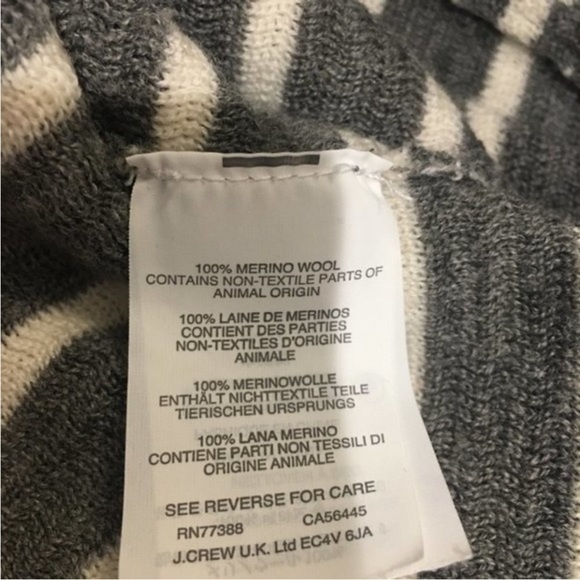 100% MERINO WOOL
CONTAINS NON-TEXTILE PARTS OF
ANIMAL ORIGIN
100% LAINE DE MERINOS
CONTIENT DES PARTIES
NON-TEXTILES D'ORIGINE
ANIMALE
100% MERINOWOLLE
ENTHÄLT NICHTTEXTILE TEILE
TIERISCHEN URSPRUNGS
100% LANA MERINO
CONTIENE PARTI NON TESSILI DI
ORIGINE ANIMALE
SEE REVERSE FOR CARE
RN77388 CA56445
J.CREW U.K. Ltd EC4V 6JA